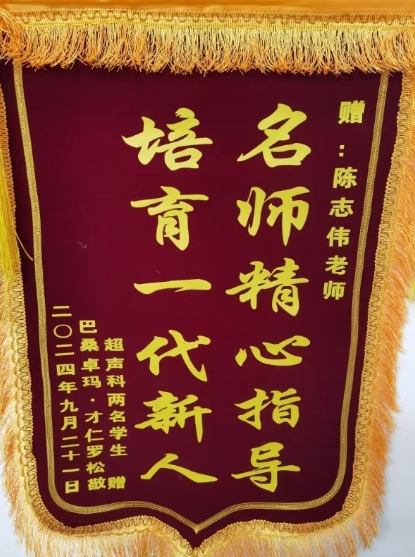 赠：陈志伟老师
名师精心指导
培育一代新人
超声科两名学生 赠
巴桑卓玛·才仁罗松敬
二〇二四年九月二十一日